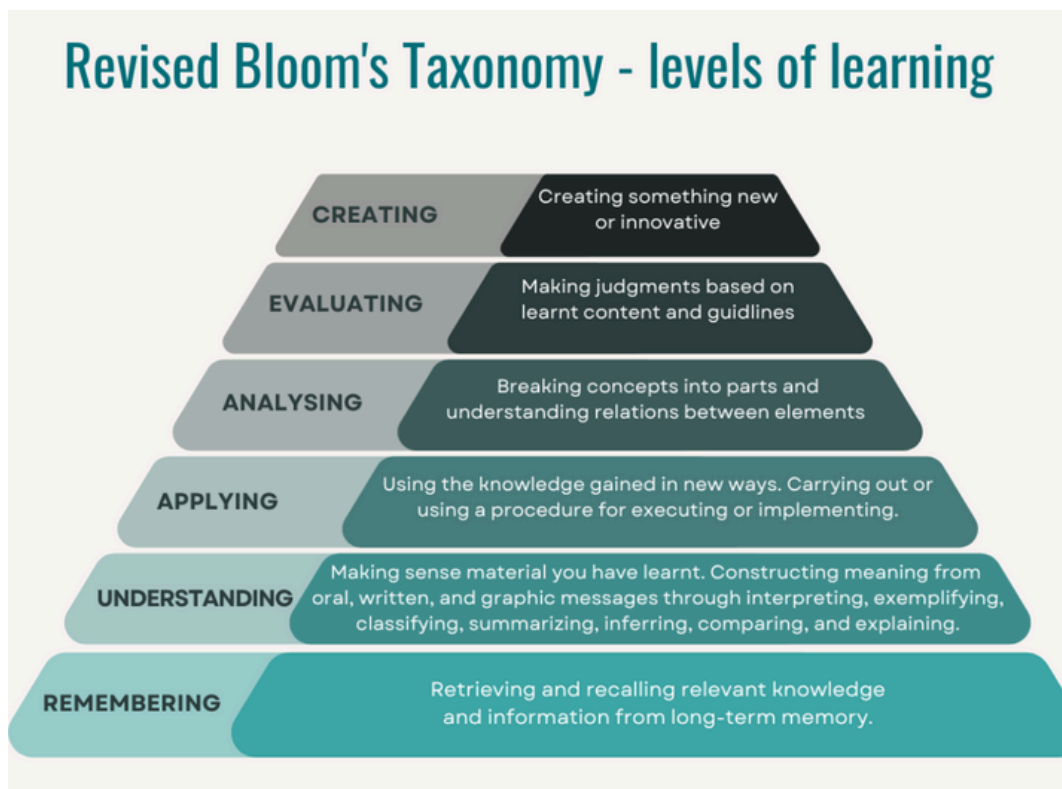 Revised Bloom's Taxonomy - levels of learning
CREATING
Creating something new
or innovative
EVALUATING
Making judgments based on
learnt content and guidlines
ANALYSING
Breaking concepts into parts and
understanding relations between elements
APPLYING
Using the knowledge gained in new ways. Carrying out or
using a procedure for executing or implementing.
UNDERSTANDING
Making sense material you have learnt. Constructing meaning from
oral, written, and graphic messages through interpreting, exemplifying,
classifying, summarizing, inferring, comparing, and explaining.
REMEMBERING
Retrieving and recalling relevant knowledge
and information from long-term memory.